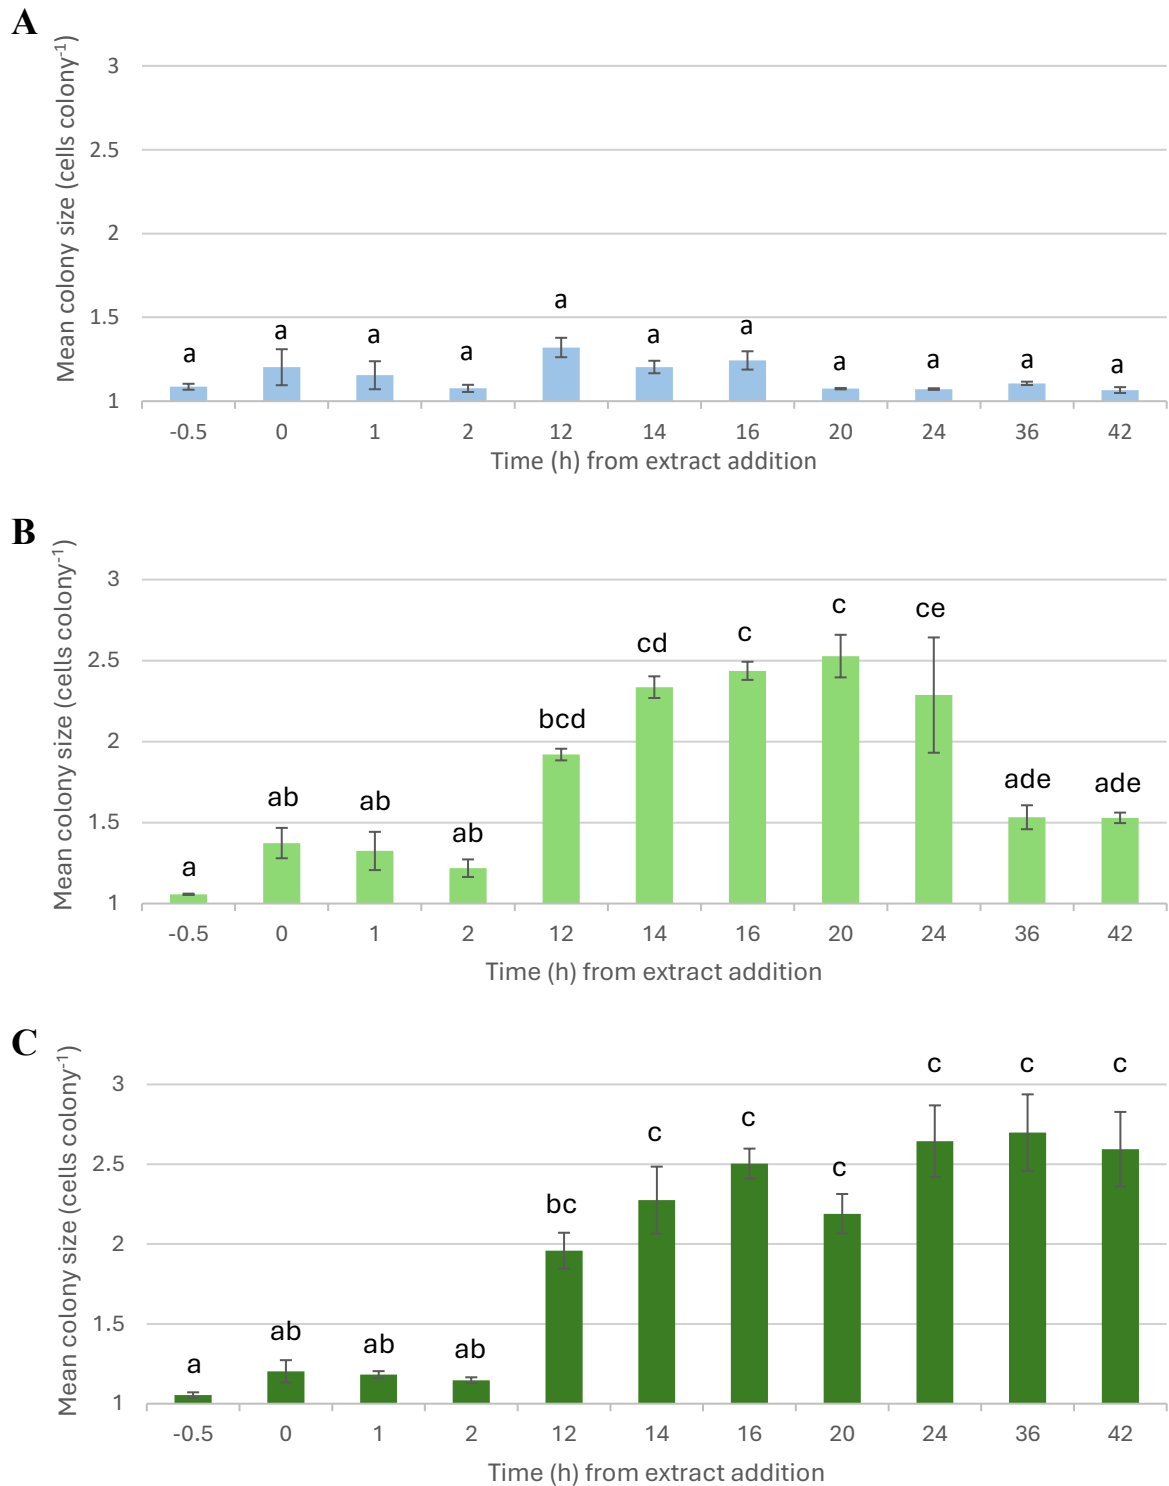 A
Mean colony size (cells colony-1)
3
2.5
2
1.5
1
a a a a a a a a a a a
-0.5 0 1 2 12 14 16 20 24 36 42
Time (h) from extract addition
B
Mean colony size (cells colony-1)
3
2.5
2
1.5
1
a ab ab ab bcd cd c c ce ade ade
-0.5 0 1 2 12 14 16 20 24 36 42
Time (h) from extract addition
C
Mean colony size (cells colony-1)
3
2.5
2
1.5
1
a ab ab ab bc c c c c c c
-0.5 0 1 2 12 14 16 20 24 36 42
Time (h) from extract addition